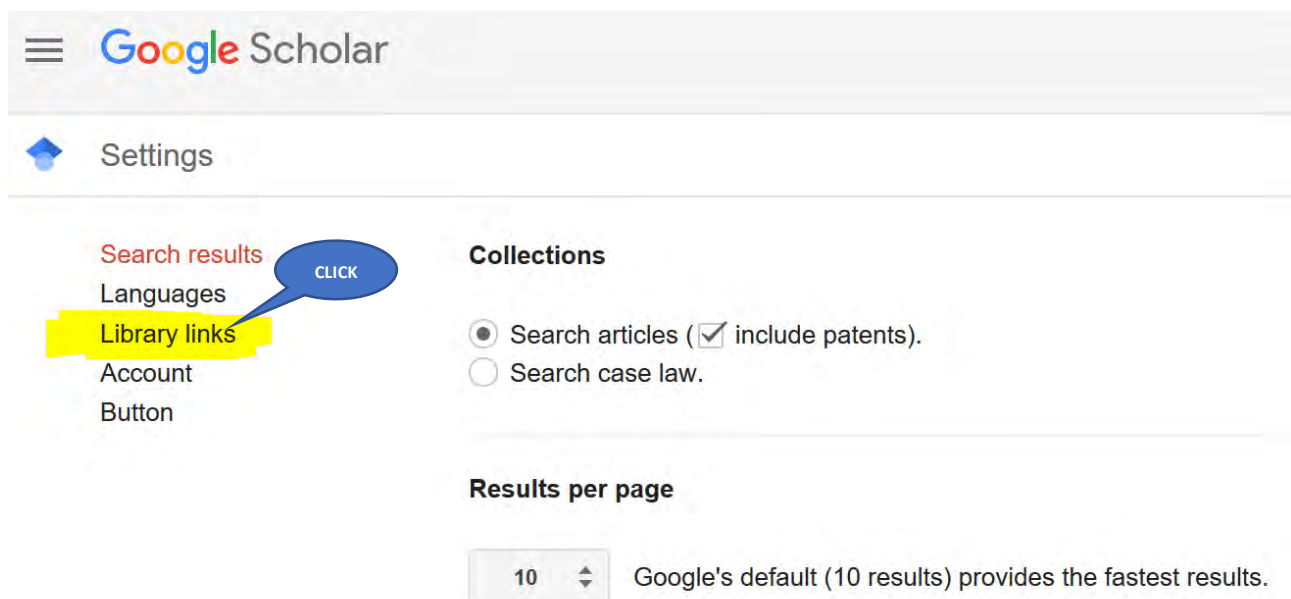 Google Scholar
Settings
Search results
Languages
Library links
Account
Button
CLICK
Collections
Search articles (include patents).
Search case law.
Results per page
10
Google's default (10 results) provides the fastest results.